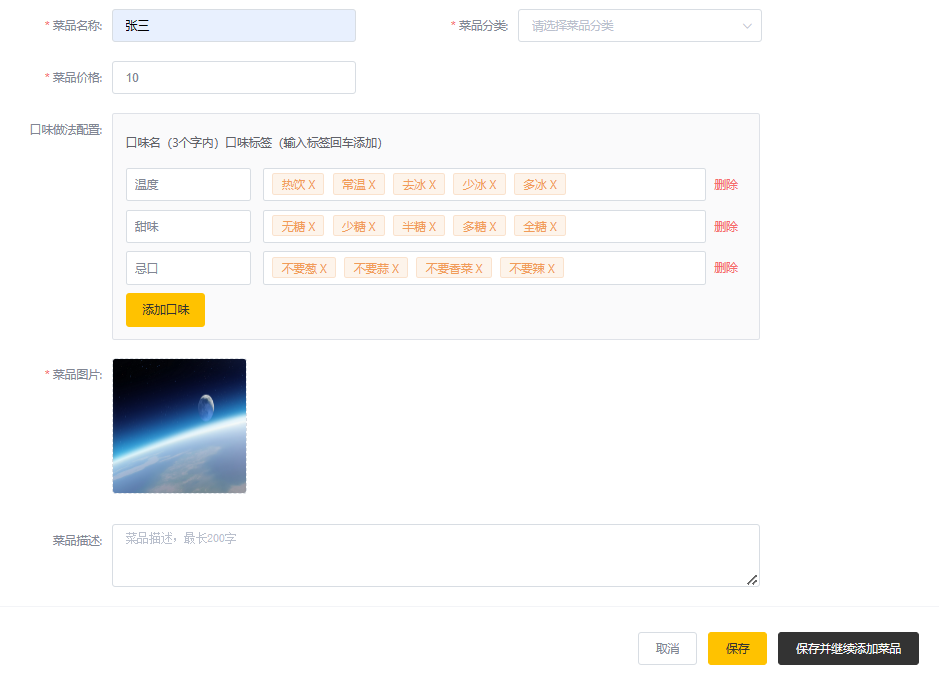 * 菜品名称: 张三 * 菜品分类: 请选择菜品分类
* 菜品价格: 10
口味做法配置:
口味名（3个字内）口味标签（输入标签回车添加）
温度 热饮 X 常温 X 去冰 X 少冰 X 多冰 X 删除
甜味 无糖 X 少糖 X 半糖 X 多糖 X 全糖 X 删除
忌口 不要葱 X 不要蒜 X 不要香菜 X 不要辣 X 删除
添加口味
* 菜品图片:
菜品描述: 菜品描述，最长200字
取消 保存 保存并继续添加菜品